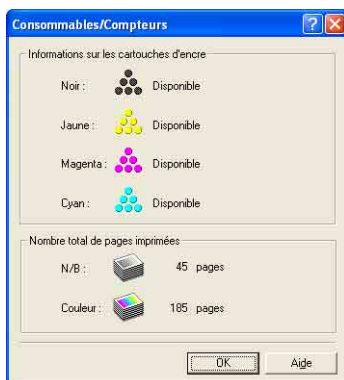 Consommables/Compteurs
Informations sur les cartouches d'encre
Noir : Disponible
Jaune : Disponible
Magenta : Disponible
Cyan : Disponible
Nombre total de pages imprimées
N/B : 45 pages
Couleur : 185 pages
OK Aide